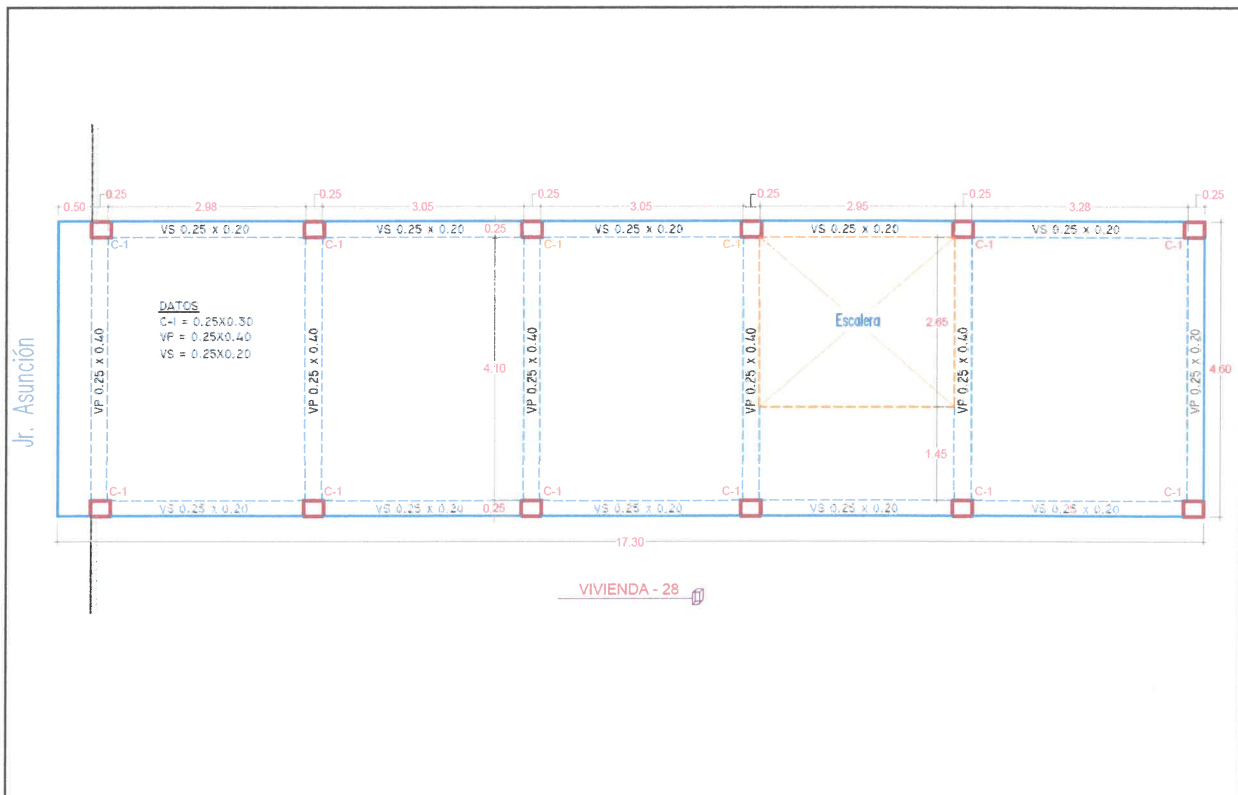 0.25 0.25 0.25 0.25 0.25 0.25
0.50 2.98 3.05 3.05 2.95 3.28
VS 0.25 x 0.20 VS 0.25 x 0.20 0.25 VS 0.25 x 0.20 VS 0.25 x 0.20 VS 0.25 x 0.20
C-1 C-1 C-1 C-1 C-1 C-1
DATOS
C-1 = 0.25X0.30
VP = 0.25X0.40
VS = 0.25X0.20
Jr. Asunción
VP 0.25 x 0.40
VP 0.25 x 0.40
4.10
VP 0.25 x 0.40
VP 0.25 x 0.40
Escalera
2.65
VP 0.25 x 0.40
VP 0.25 x 0.20
4.60
1.45
C-1 C-1 C-1 C-1 C-1 C-1
VS 0.25 x 0.20 VS 0.25 x 0.20 0.25 VS 0.25 x 0.20 VS 0.25 x 0.20 VS 0.25 x 0.20
17.30
VIVIENDA - 28